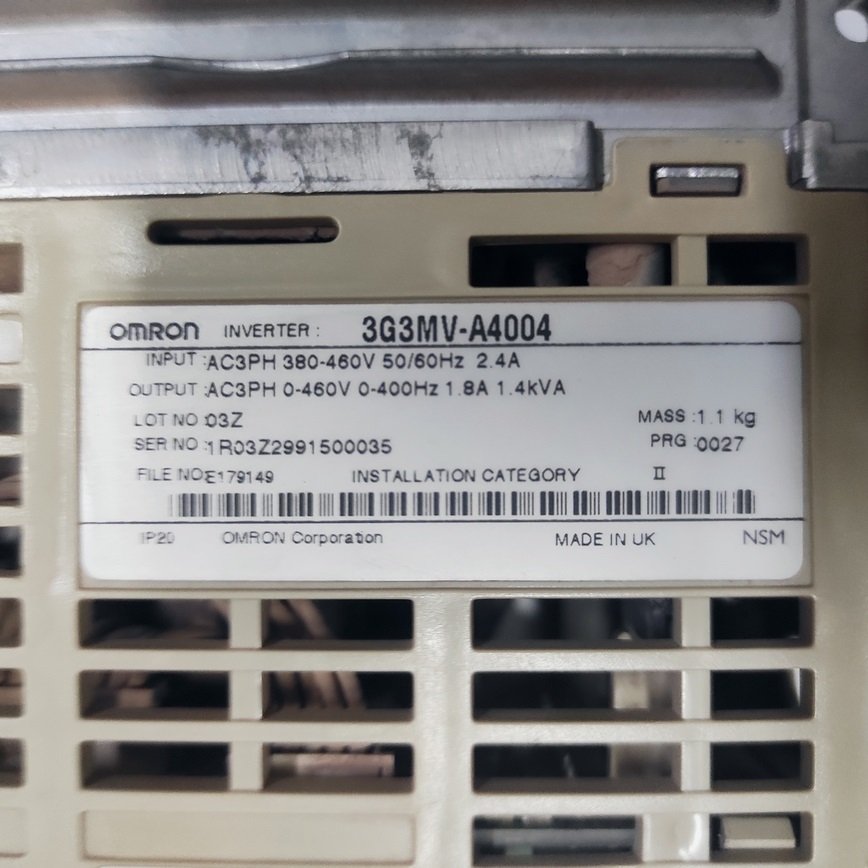 OMRON INVERTER : 3G3MV-A4004
INPUT :AC3PH 380-460V 50/60Hz 2.4A
OUTPUT :AC3PH 0-460V 0-400Hz 1.8A 1.4kVA
LOT NO :03Z MASS :1.1 kg
SER NO :1R03Z2991500035 PRG :0027
FILE NO:E179149 INSTALLATION CATEGORY II
IP20 OMRON Corporation MADE IN UK NSM